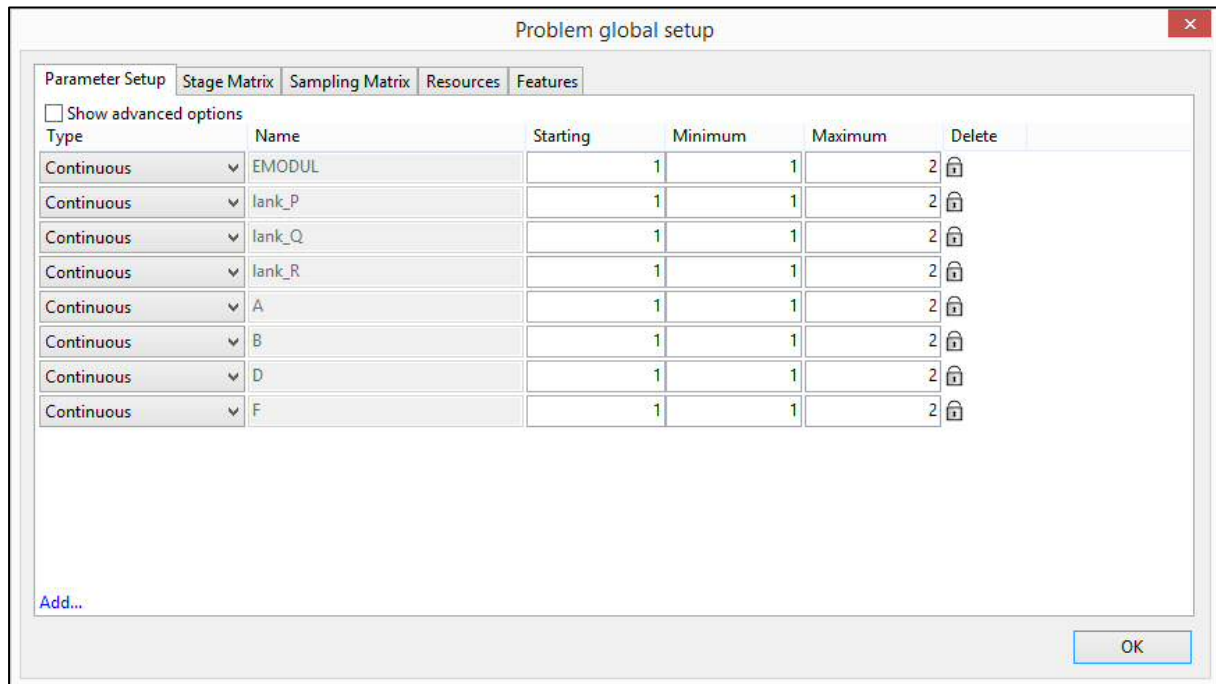 Problem global setup
Parameter Setup Stage Matrix Sampling Matrix Resources Features
Show advanced options
Type Name Starting Minimum Maximum Delete
Continuous EMODUL 1 1 2
Continuous lank_P 1 1 2
Continuous lank_Q 1 1 2
Continuous lank_R 1 1 2
Continuous A 1 1 2
Continuous B 1 1 2
Continuous D 1 1 2
Continuous F 1 1 2
Add...
OK